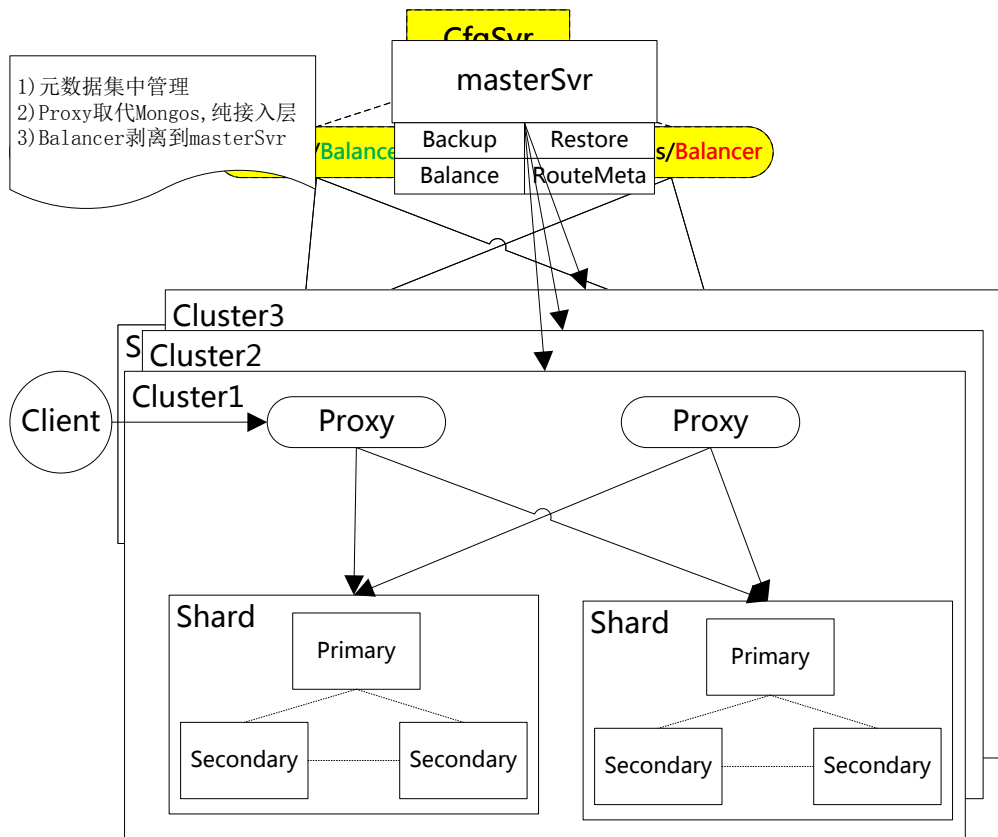 CfgSvr
masterSvr
1)元数据集中管理
2)Proxy取代Mongos,纯接入层
3)Balancer剥离到masterSvr
Backup
Restore
/Balance
s/Balancer
Balance
RouteMeta
Cluster3
S
Cluster2
Cluster1
Client
Proxy
Proxy
Shard
Shard
Primary
Primary
Secondary
Secondary
Secondary
Secondary